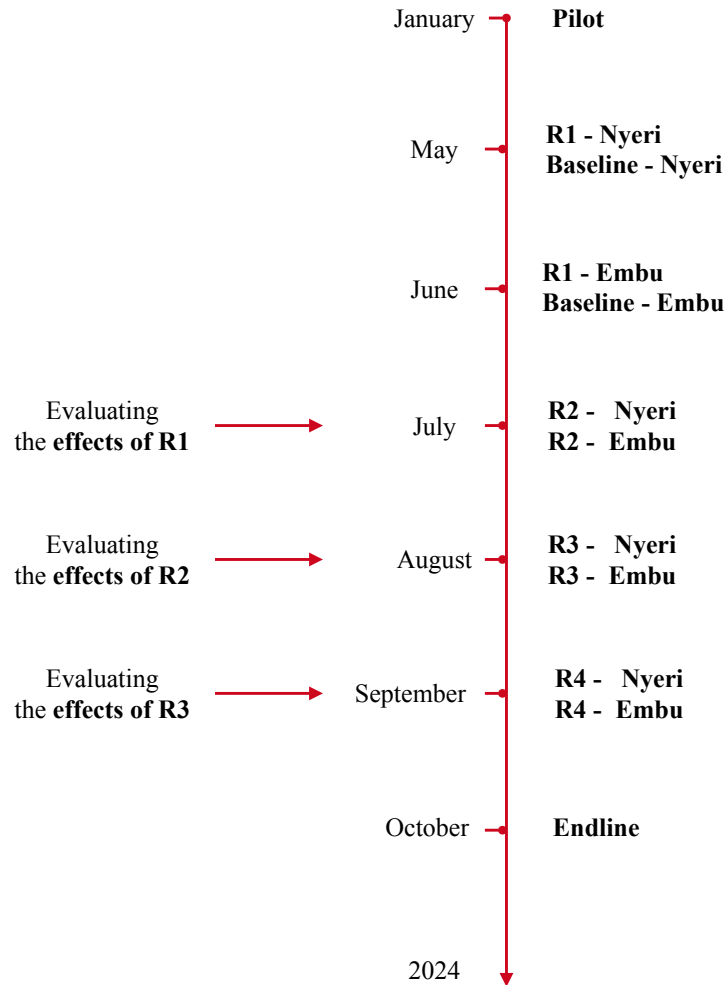 January Pilot
May
R1 - Nyeri
Baseline - Nyeri
June
R1 - Embu
Baseline - Embu
Evaluating
the effects of R1
July
R2 - Nyeri
R2 - Embu
Evaluating
the effects of R2
August
R3 - Nyeri
R3 - Embu
Evaluating
the effects of R3
September
R4 - Nyeri
R4 - Embu
October Endline
2024